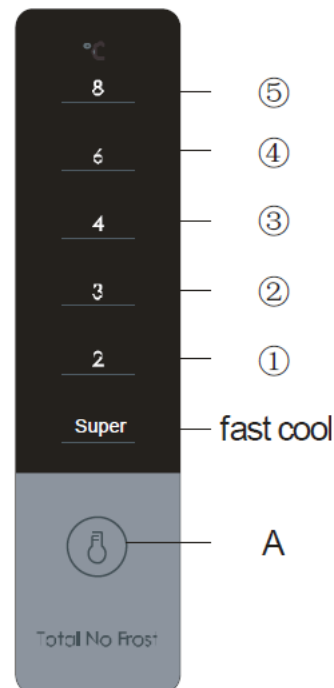 °C
8 ⑤
6 ④
4 ③
3 ②
2 ①
Super fast cool
A
Total No Frost